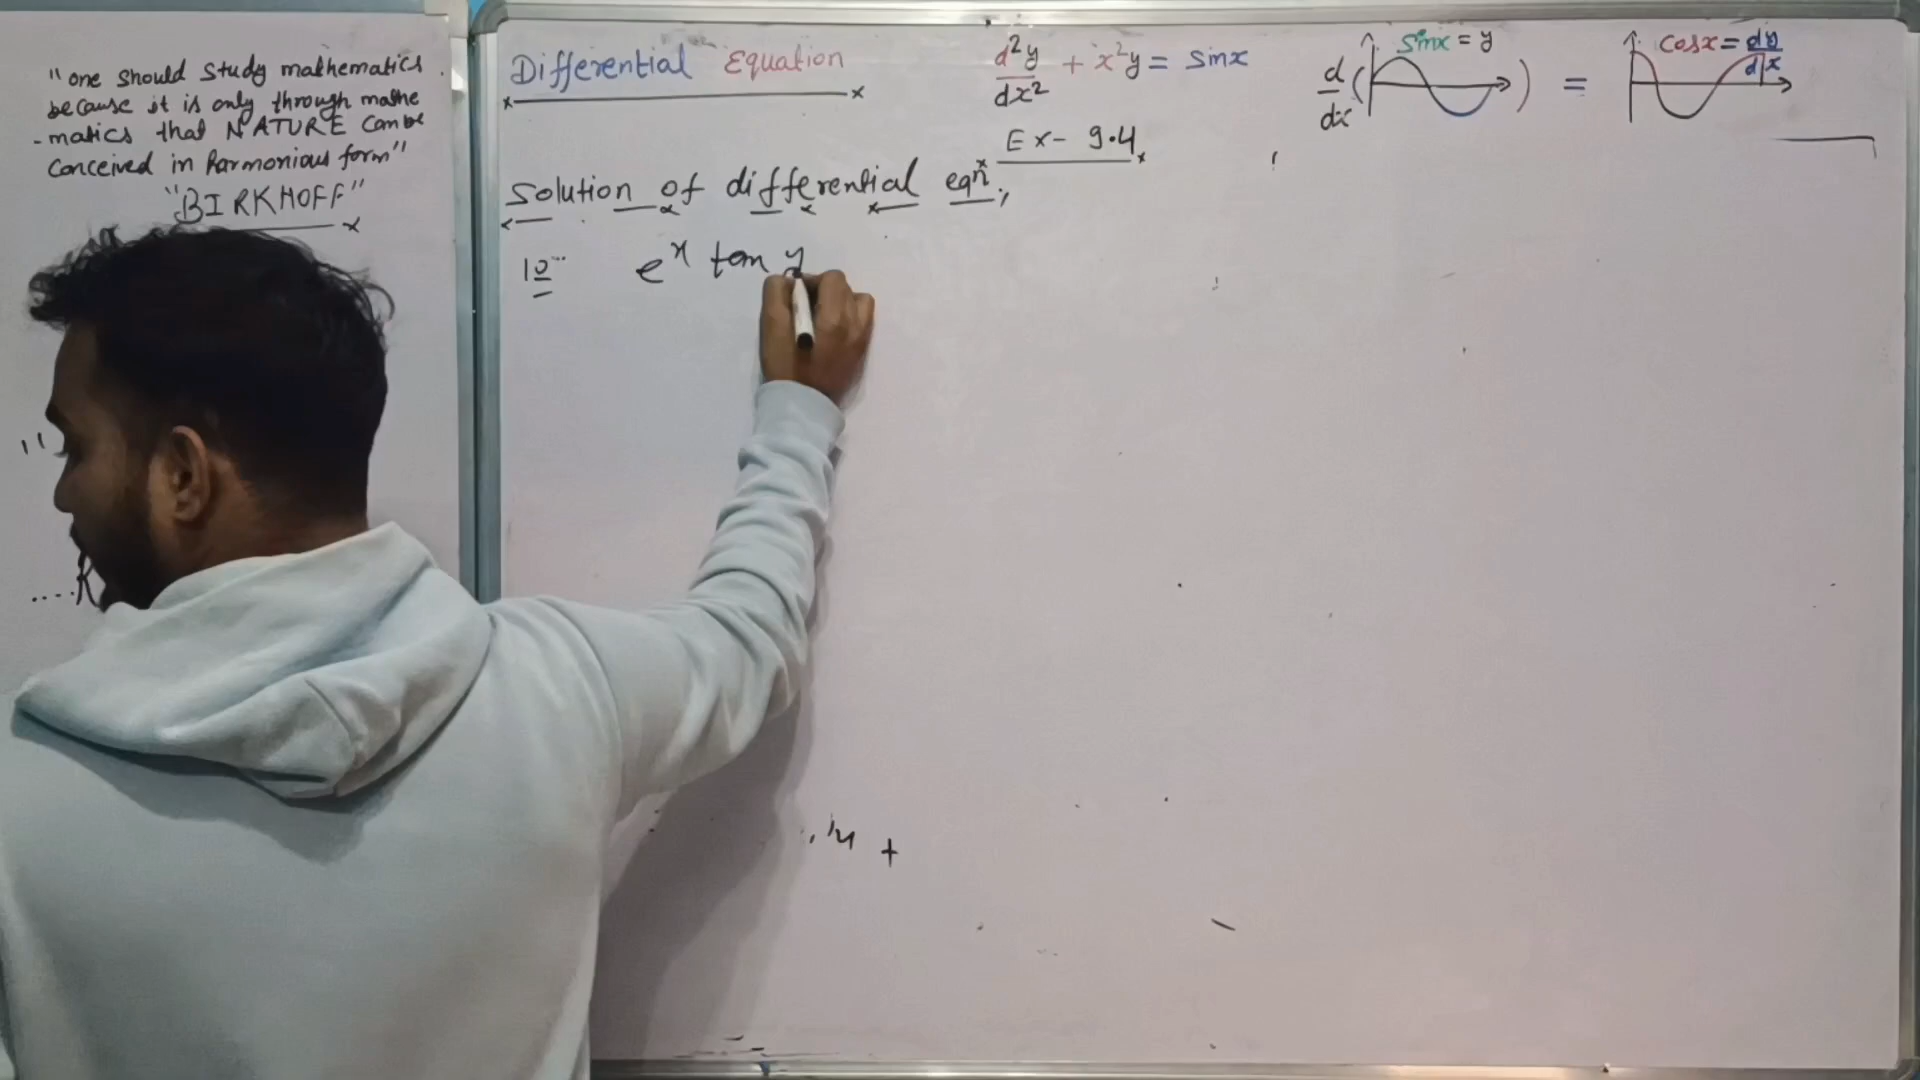 "one should study mathematics.
because it is only through mathe
-matics that NATURE can be
conceived in harmonious form"
"BIRKHOFF"
Differential Equation
d²y/dx² + x²y = sinx
d/dx ( sinx = y ) = cosx = dy/dx
Ex- 9.4
Solution of differential eqn;
10 eˣ tan y